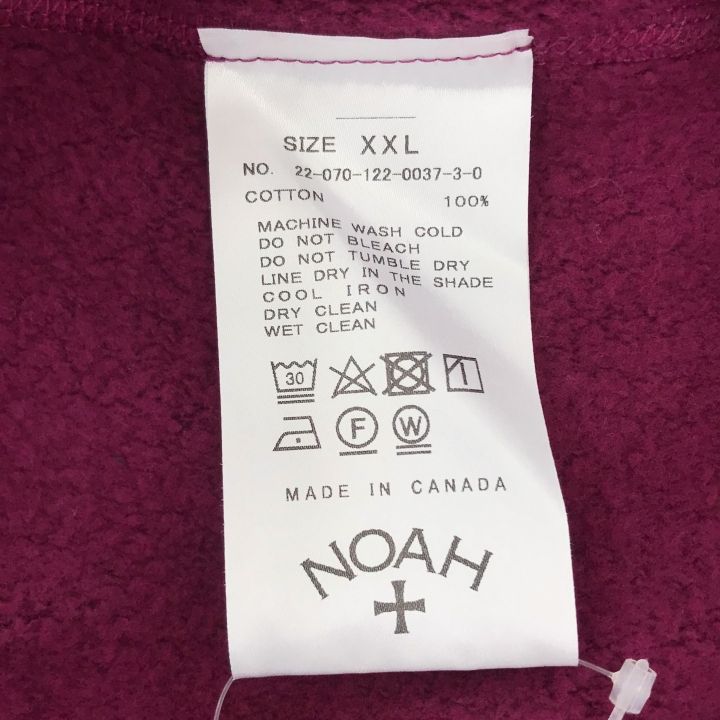 SIZE XXL
NO. 22-070-122-0037-3-0
COTTON 100%
MACHINE WASH COLD
DO NOT BLEACH
DO NOT TUMBLE DRY
LINE DRY IN THE SHADE
COOL IRON
DRY CLEAN
WET CLEAN
30
F W
MADE IN CANADA
NOAH